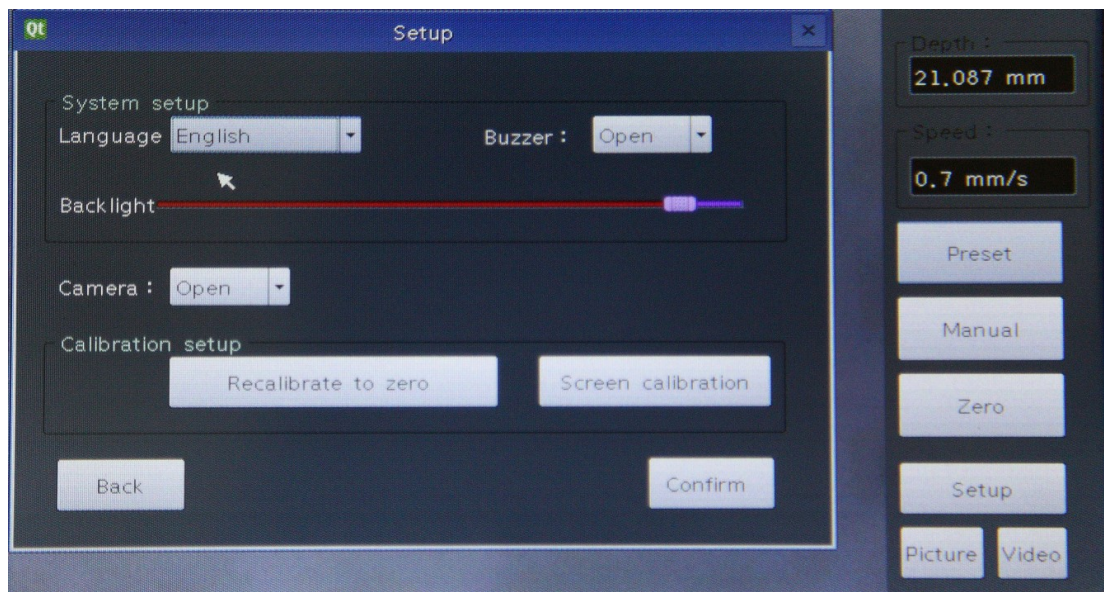 Qt
Setup
System setup
Language English
Buzzer: Open
Backlight
Camera: Open
Calibration setup
Recalibrate to zero
Screen calibration
Back
Confirm
Depth:
21.087 mm
Speed:
0.7 mm/s
Preset
Manual
Zero
Setup
Picture
Video